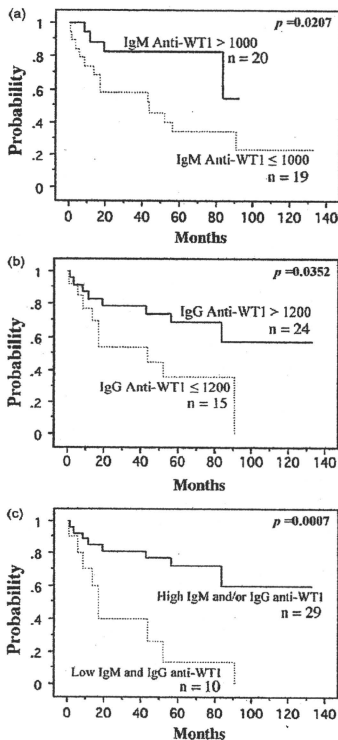 (a)
p =0.0207
IgM Anti-WT1 > 1000
n = 20
IgM Anti-WT1 ≤ 1000
n = 19
Probability
1
.8
.6
.4
.2
0
0 20 40 60 80 100 120 140
Months
(b)
p =0.0352
IgG Anti-WT1 > 1200
n = 24
IgG Anti-WT1 ≤ 1200
n = 15
Probability
1
.8
.6
.4
.2
0
0 20 40 60 80 100 120 140
Months
(c)
p =0.0007
High IgM and/or IgG anti-WT1
n = 29
Low IgM and IgG anti-WT1
n = 10
Probability
1
.8
.6
.4
.2
0
0 20 40 60 80 100 120 140
Months